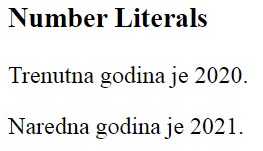 Number Literals
Trenutna godina je 2020.
Naredna godina je 2021.